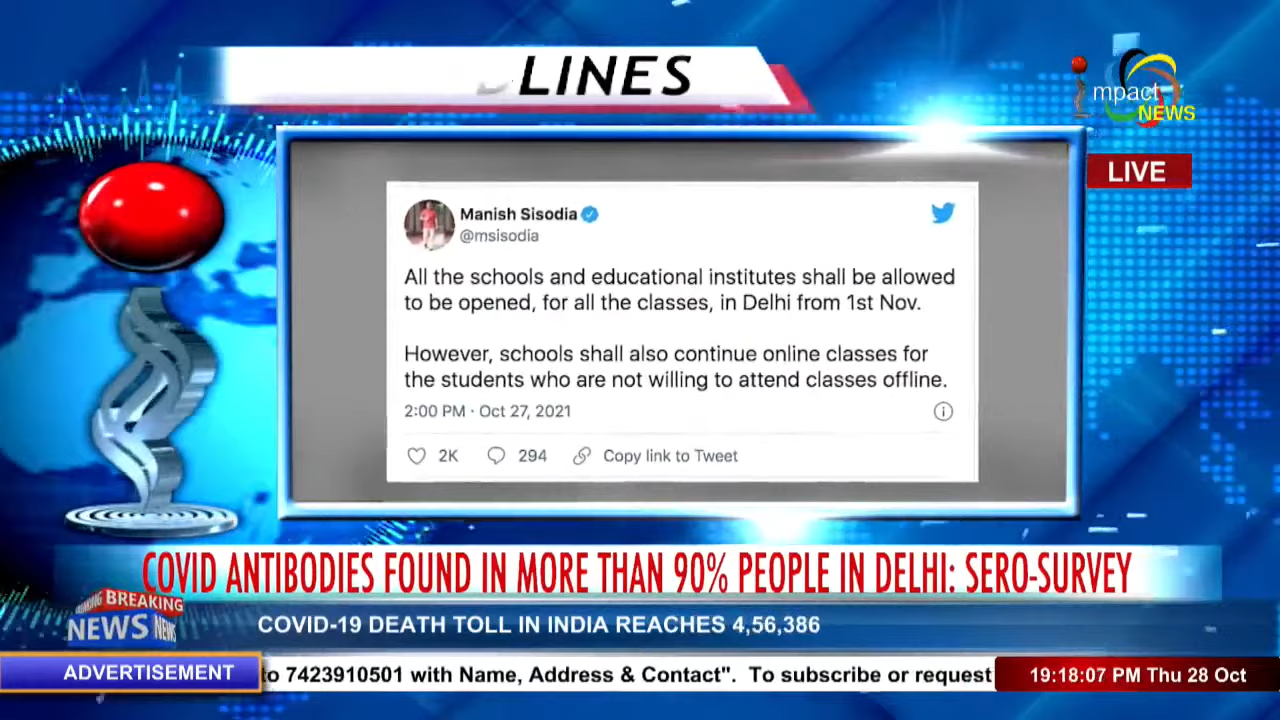 LINES
mpact
NEWS
LIVE
Manish Sisodia
@msisodia
All the schools and educational institutes shall be allowed
to be opened, for all the classes, in Delhi from 1st Nov.
However, schools shall also continue online classes for
the students who are not willing to attend classes offline.
2:00 PM · Oct 27, 2021
2K 294 Copy link to Tweet
COVID ANTIBODIES FOUND IN MORE THAN 90% PEOPLE IN DELHI: SERO-SURVEY
BREAKING
NEWS NEWS
COVID-19 DEATH TOLL IN INDIA REACHES 4,56,386
ADVERTISEMENT
to 7423910501 with Name, Address & Contact". To subscribe or request
19:18:07 PM Thu 28 Oct